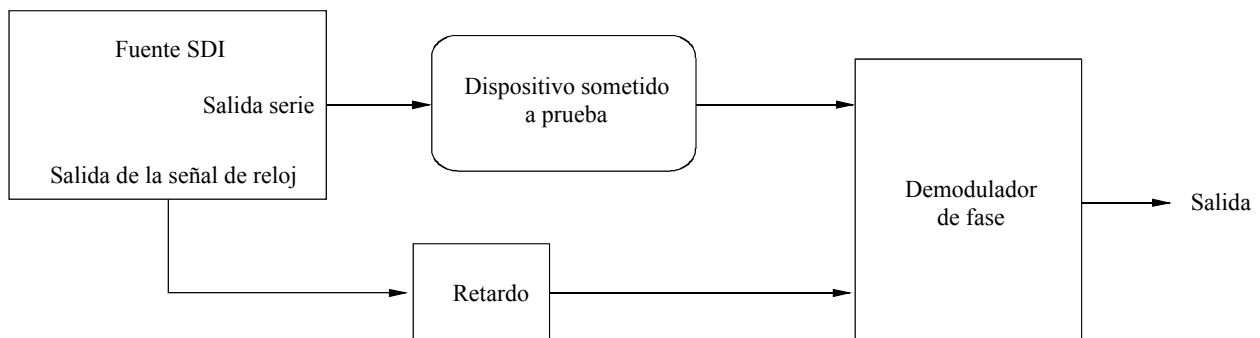 Fuente SDI
Salida serie
Salida de la señal de reloj
Dispositivo sometido
a prueba
Retardo
Demodulador
de fase
Salida